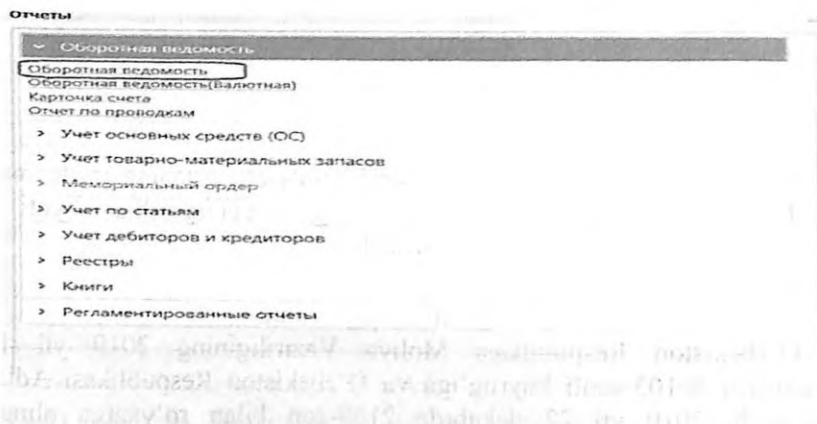 Отчеты
Оборотная ведомость
Оборотная ведомость
Оборотная ведомость(Валютная)
Карточка счета
Отчет по проводкам
Учет основных средств (ОС)
Учет товарно-материальных запасов
Мемориальный ордер
Учет по статьям
Учет дебиторов и кредиторов
Реестры
Книги
Регламентированные отчеты